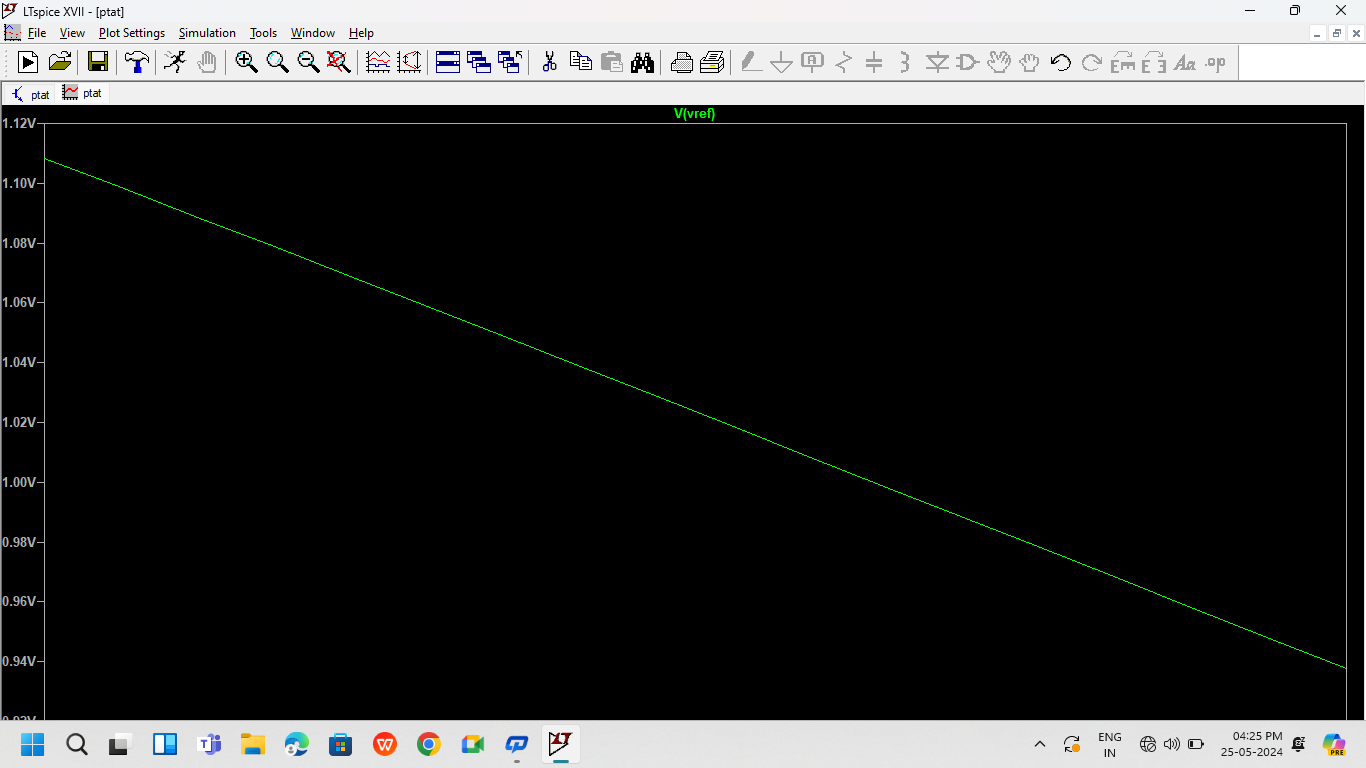 LTspice XVII - [ptat]
File View Plot Settings Simulation Tools Window Help
ptat ptat
V(vref)
1.12V
1.10V
1.08V
1.06V
1.04V
1.02V
1.00V
0.98V
0.96V
0.94V
ENG
IN
04:25 PM
25-05-2024
PRE